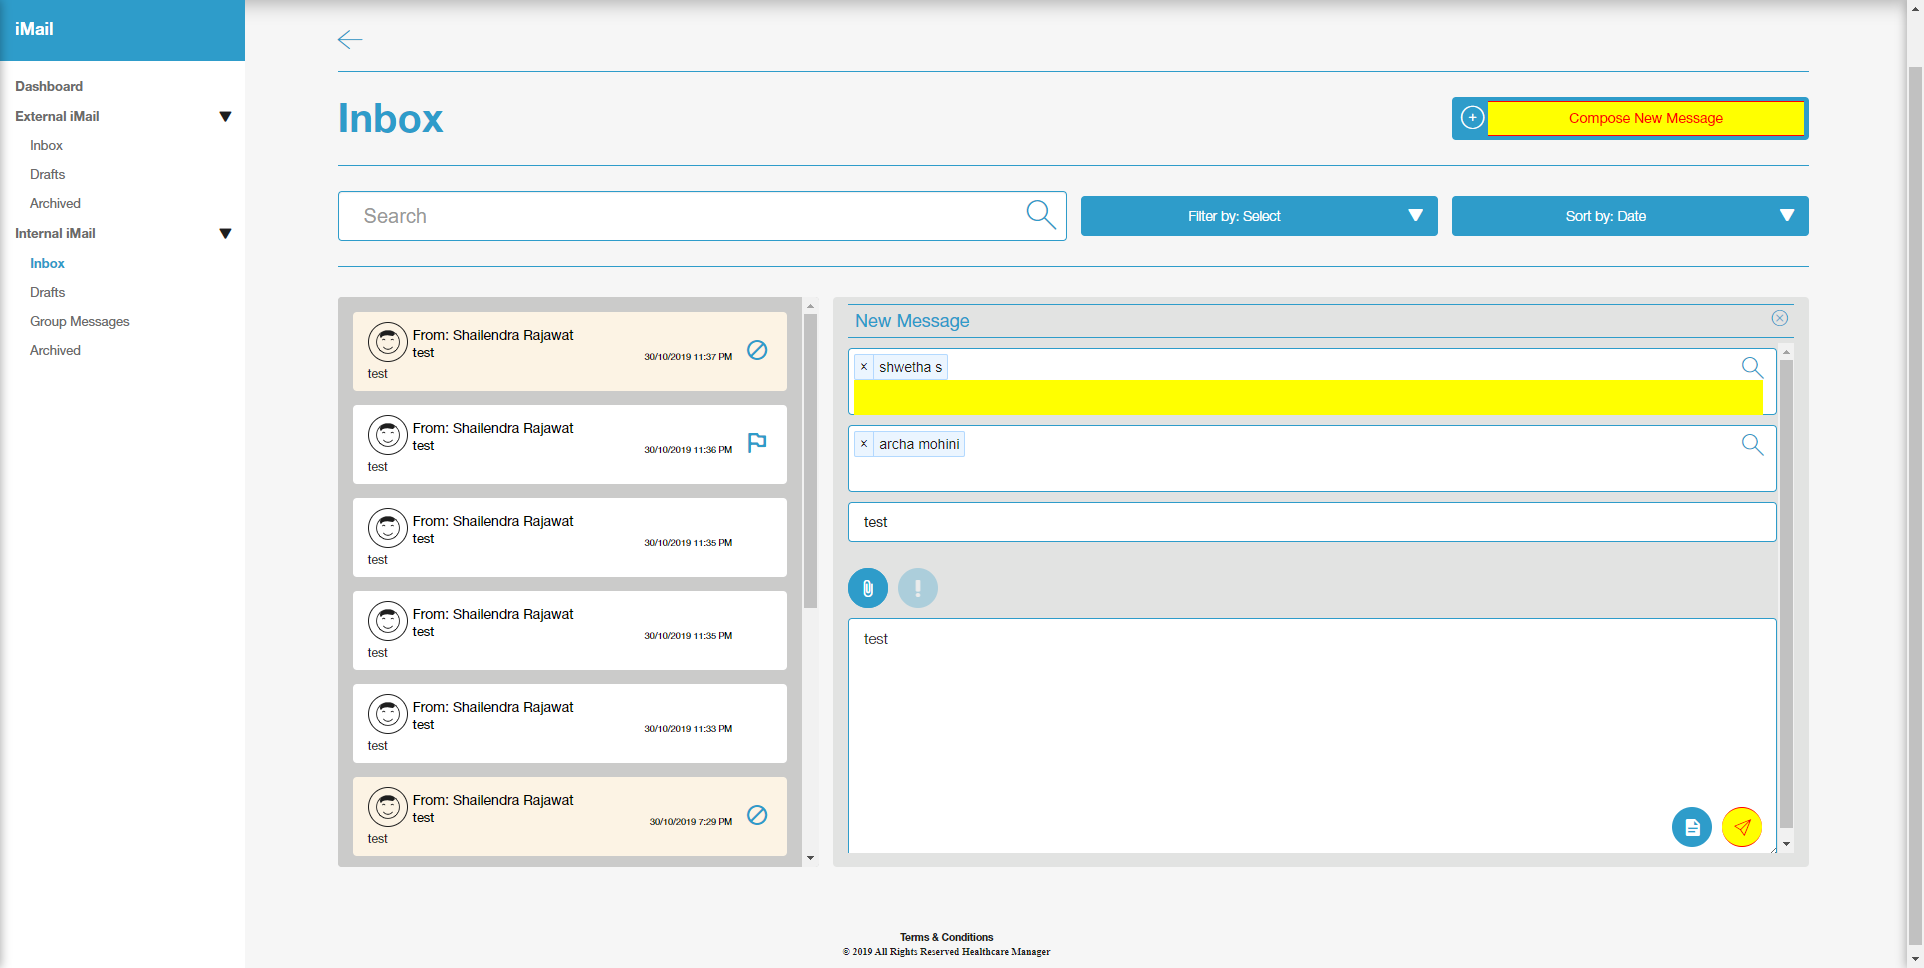 iMail
Dashboard
External iMail
Inbox
Drafts
Archived
Internal iMail
Inbox
Drafts
Group Messages
Archived
Inbox
Compose New Message
Search
Filter by: Select
Sort by: Date
From: Shailendra Rajawat
test
30/10/2019 11:37 PM
test
From: Shailendra Rajawat
test
30/10/2019 11:36 PM
test
From: Shailendra Rajawat
test
30/10/2019 11:35 PM
test
From: Shailendra Rajawat
test
30/10/2019 11:35 PM
test
From: Shailendra Rajawat
test
30/10/2019 11:33 PM
test
From: Shailendra Rajawat
test
30/10/2019 7:29 PM
test
New Message
× shwetha s
× archa mohini
test
test
Terms & Conditions
© 2019 All Rights Reserved Healthcare Manager